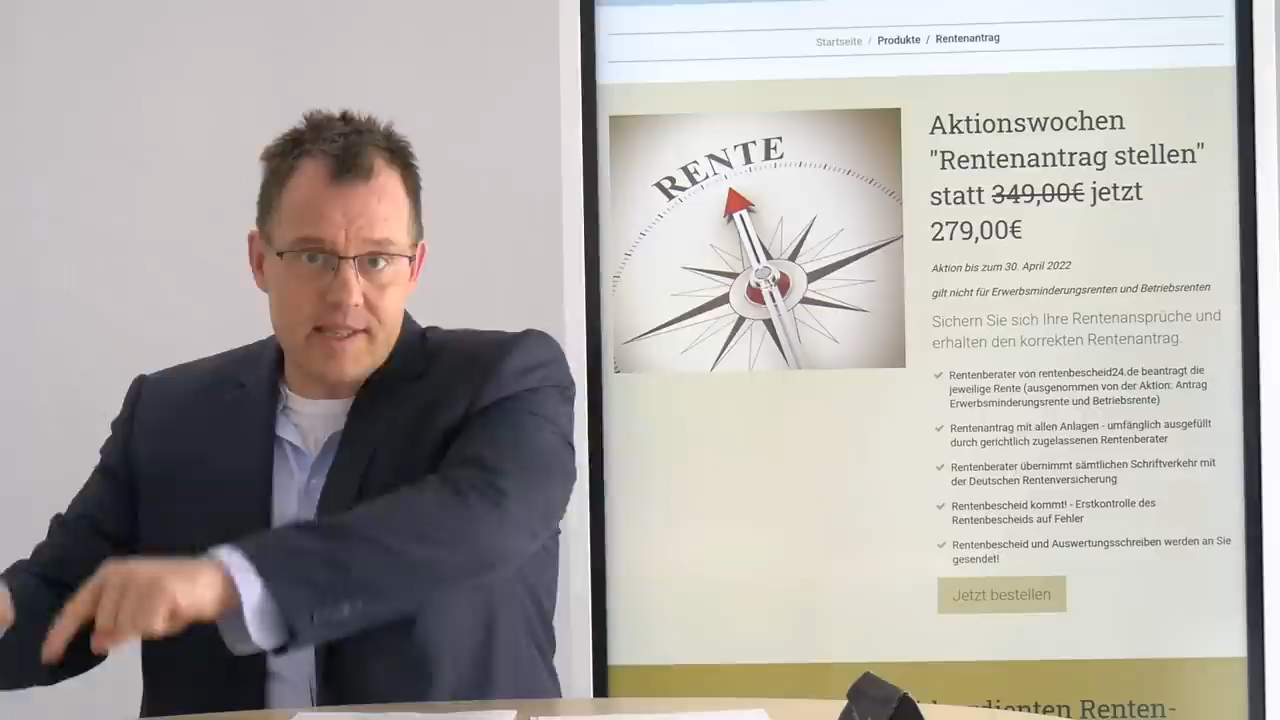 Startseite / Produkte / Rentenantrag
RENTE
Aktionswochen
"Rentenantrag stellen"
statt 349,00€ jetzt
279,00€
Aktion bis zum 30. April 2022
gilt nicht für Erwerbsminderungsrenten und Betriebsrenten
Sichern Sie sich Ihre Rentenansprüche und
erhalten den korrekten Rentenantrag.
Rentenberater von rentenbescheid24.de beantragt die
jeweilige Rente (ausgenommen von der Aktion: Antrag
Erwerbsminderungsrente und Betriebsrente)
Rentenantrag mit allen Anlagen - umfänglich ausgefüllt
durch gerichtlich zugelassenen Rentenberater
Rentenberater übernimmt sämtlichen Schriftverkehr mit
der Deutschen Rentenversicherung
Rentenbescheid kommt! - Erstkontrolle des
Rentenbescheids auf Fehler
Rentenbescheid und Auswertungsschreiben werden an Sie
gesendet!
Jetzt bestellen
Renten-